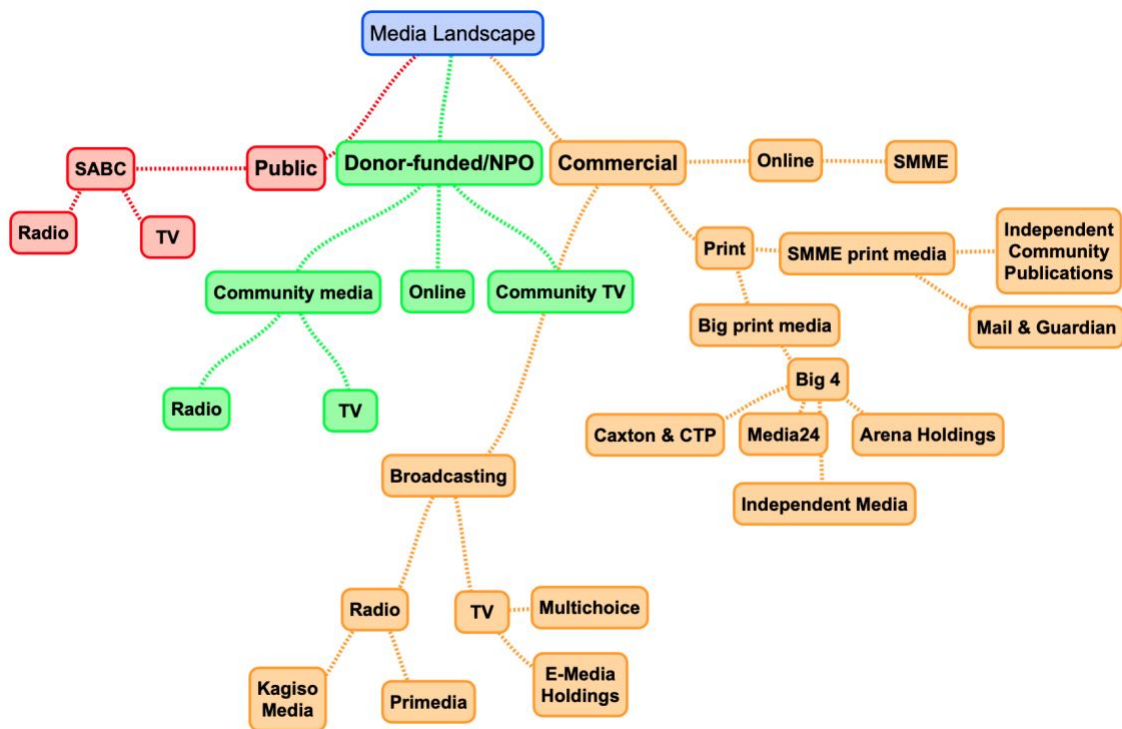 Media Landscape
SABC
Public
Donor-funded/NPO
Commercial
Online
SMME
Radio
TV
Print
SMME print media
Independent
Community
Publications
Community media
Online
Community TV
Big print media
Mail & Guardian
Radio
TV
Big 4
Caxton & CTP
Media24
Arena Holdings
Broadcasting
Independent Media
Radio
TV
Multichoice
Kagiso
Media
Primedia
E-Media
Holdings